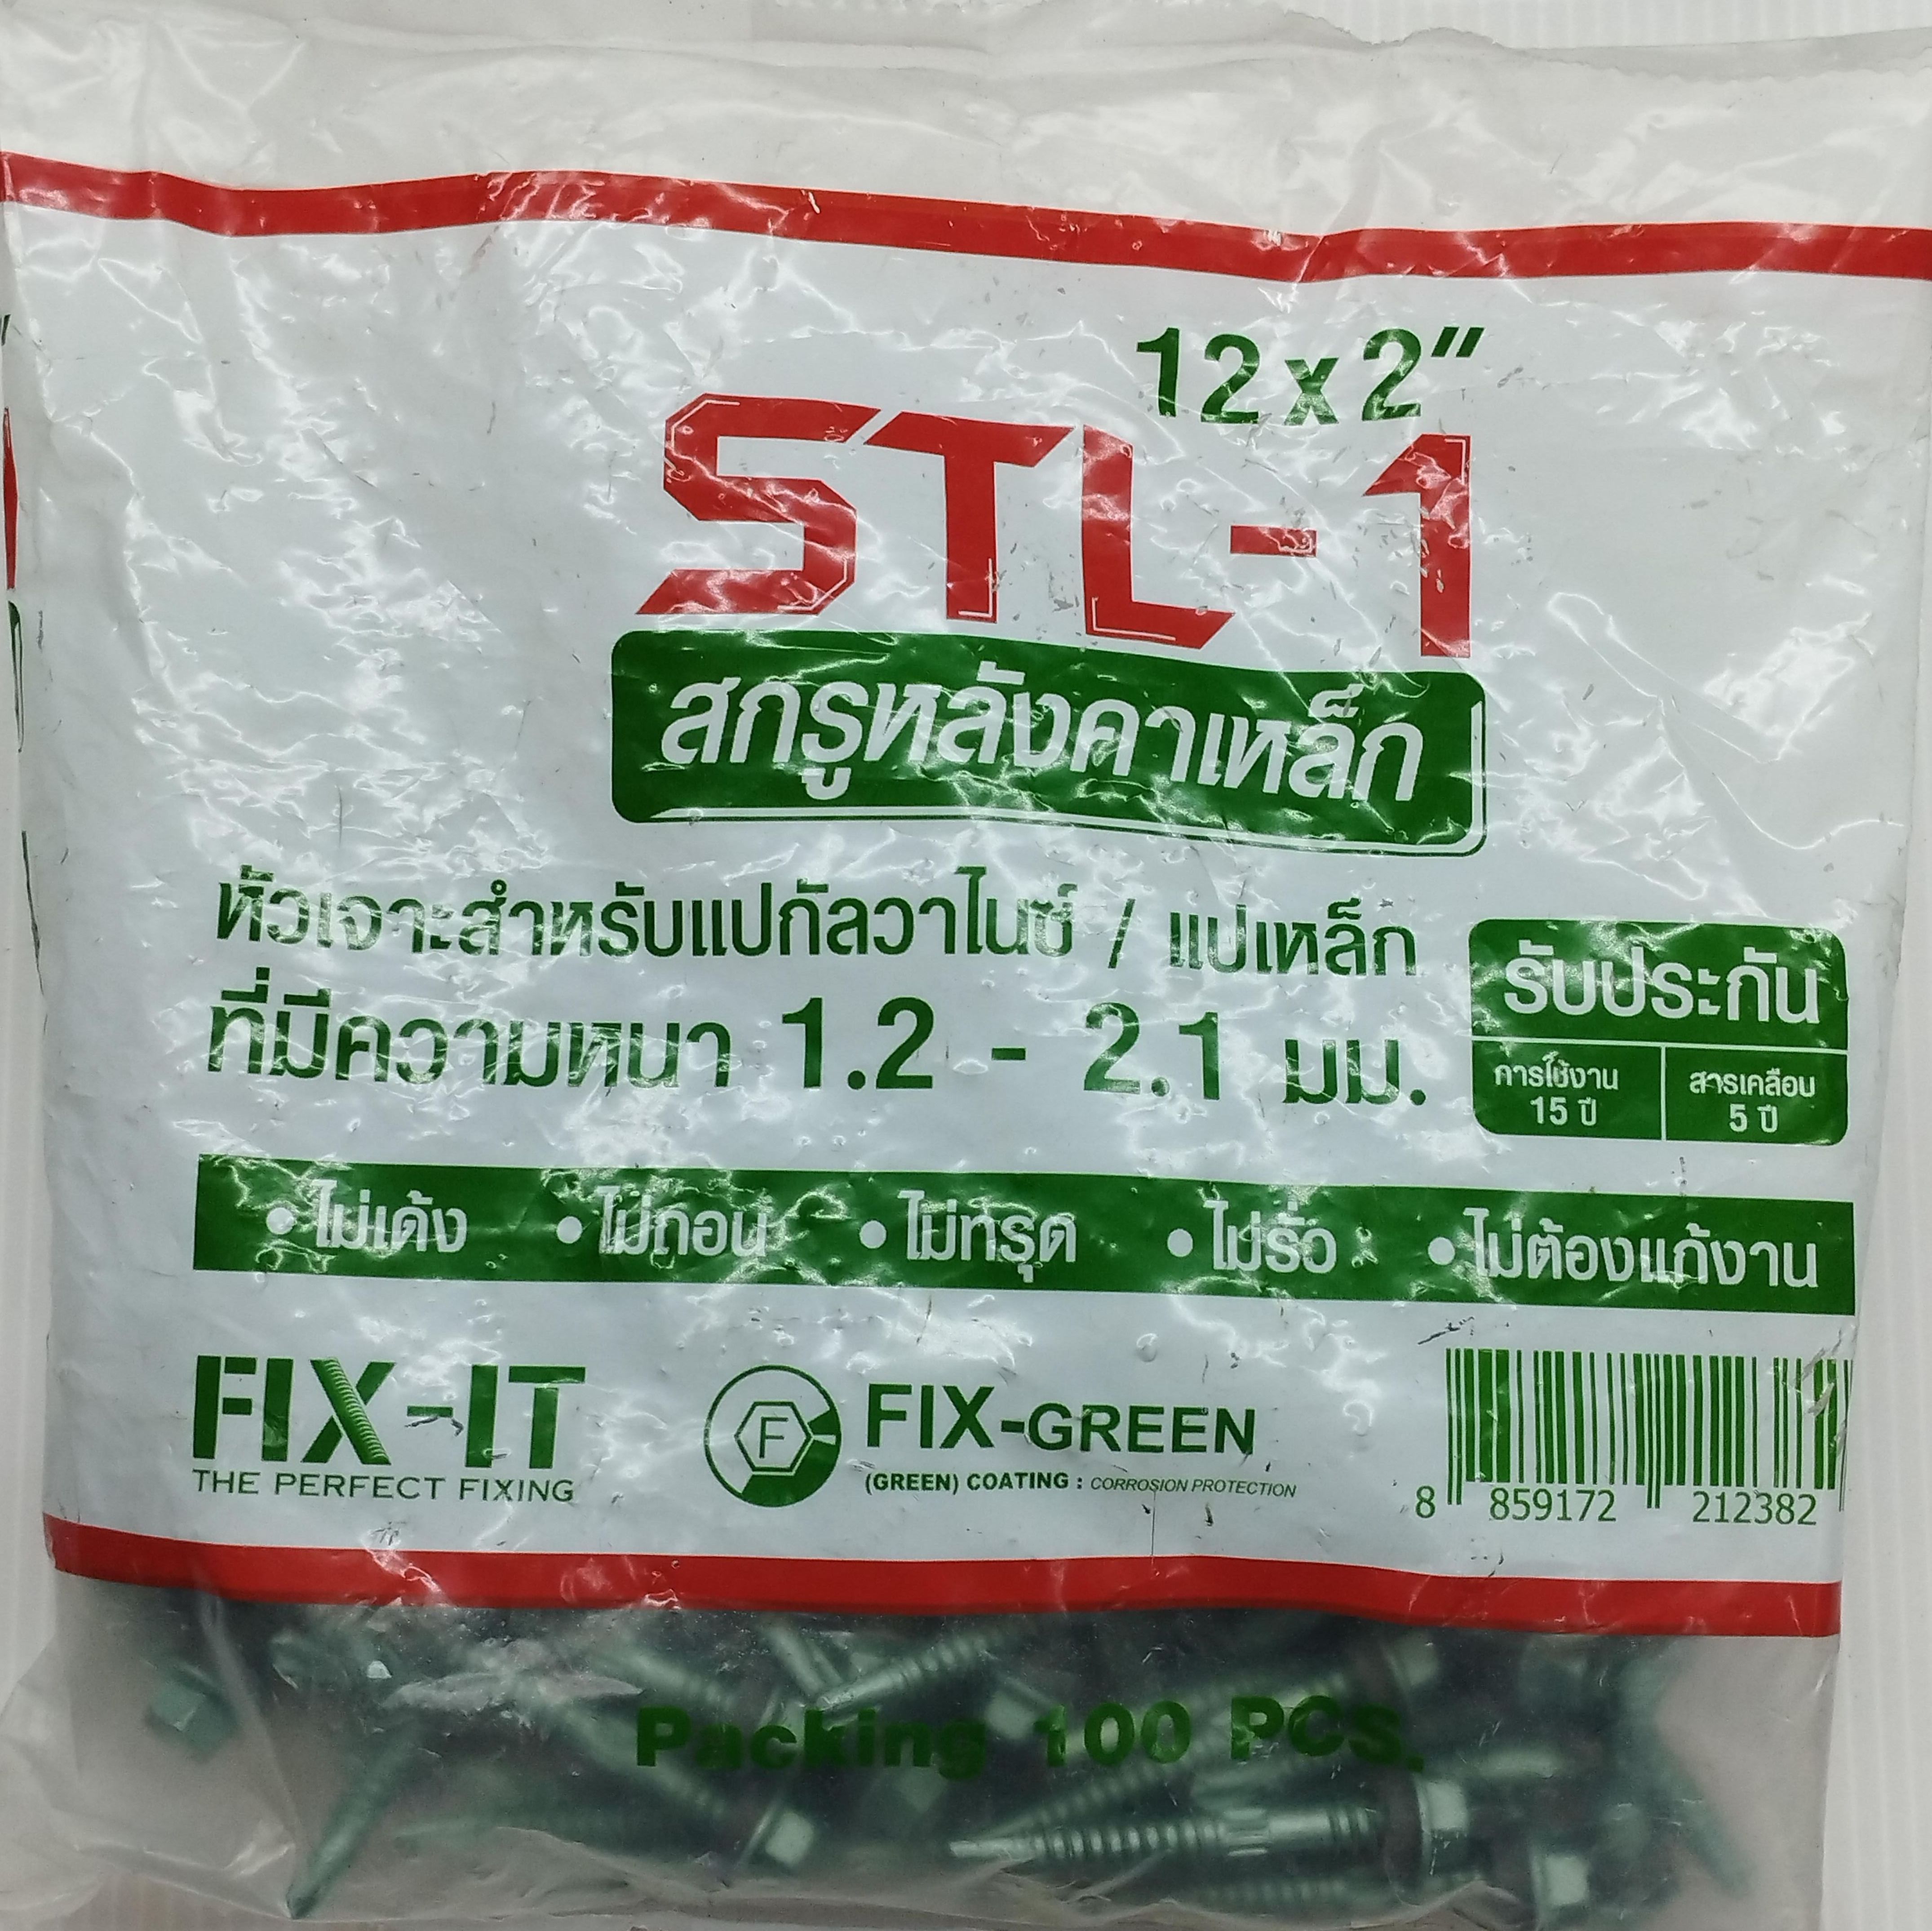 12x2"
STL-1
สกรูหลังคาเหล็ก
หัวเจาะสำหรับแปกัลวาไนซ์ / แปเหล็ก
ที่มีความหนา 1.2 - 2.1 มม.
รับประกัน
การใช้งาน สารเคลือบ
15 ปี 5 ปี
• ไม่เด้ง • ไม่ถอน • ไม่ทรุด • ไม่รั่ว • ไม่ต้องแก้งาน
FIX-IT
THE PERFECT FIXING
F
FIX-GREEN
(GREEN) COATING : CORROSION PROTECTION
8 859172 212382
Packing 100 PCS.